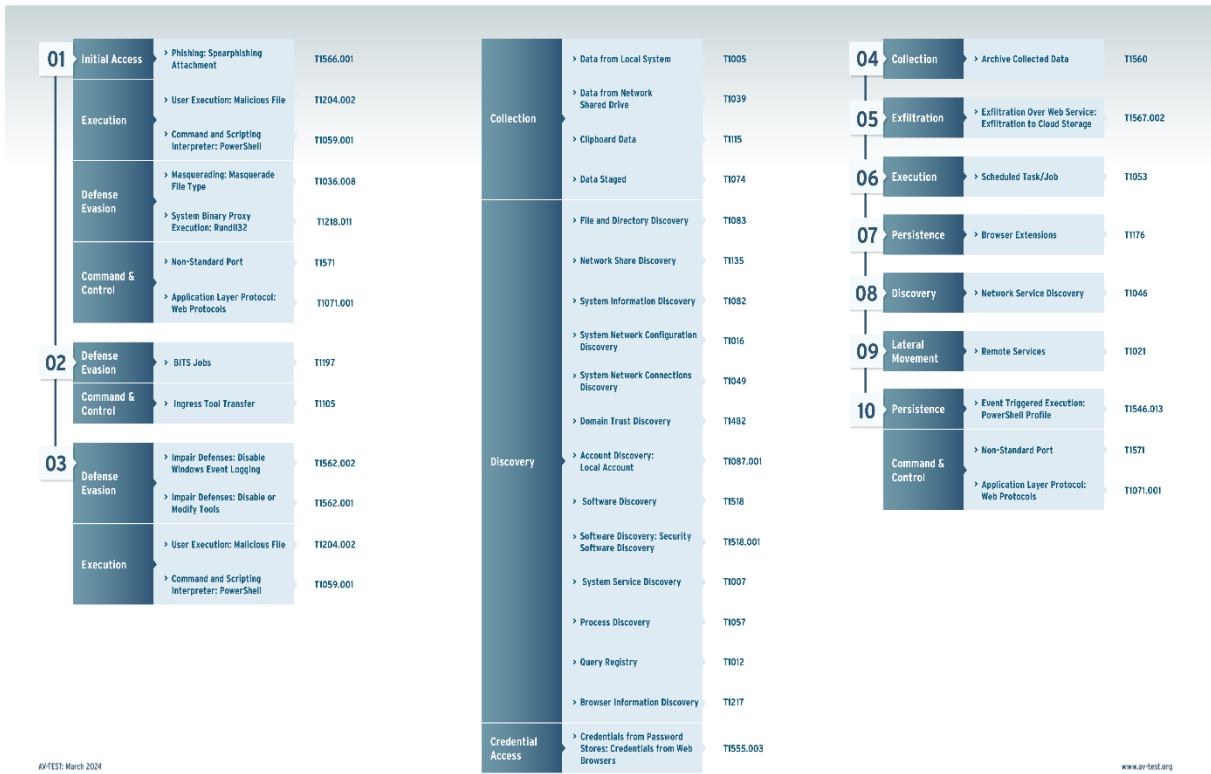 01
Initial Access
> Phishing: Spearphishing
Attachment
T1566.001
Execution
> User Execution: Malicious File
T1204.002
> Command and Scripting
Interpreter: PowerShell
T1059.001
Defense
Evasion
> Masquerading: Masquerade
File Type
T1036.008
> System Binary Proxy
Execution: Rundll32
T1218.011
Command &
Control
> Non-Standard Port
T1571
> Application Layer Protocol:
Web Protocols
T1071.001
02
Defense
Evasion
> BITS Jobs
T1197
Command &
Control
> Ingress Tool Transfer
T1105
03
Defense
Evasion
> Impair Defenses: Disable
Windows Event Logging
T1562.002
> Impair Defenses: Disable or
Modify Tools
T1562.001
Execution
> User Execution: Malicious File
T1204.002
> Command and Scripting
Interpreter: PowerShell
T1059.001
Collection
> Data from Local System
T1005
> Data from Network
Shared Drive
T1039
> Clipboard Data
T1115
> Data Staged
T1074
Discovery
> File and Directory Discovery
T1083
> Network Share Discovery
T1135
> System Information Discovery
T1082
> System Network Configuration
Discovery
T1016
> System Network Connections
Discovery
T1049
> Domain Trust Discovery
T1482
> Account Discovery:
Local Account
T1087.001
> Software Discovery
T1518
> Software Discovery: Security
Software Discovery
T1518.001
> System Service Discovery
T1007
> Process Discovery
T1057
> Query Registry
T1012
> Browser Information Discovery
T1217
Credential
Access
> Credentials from Password
Stores: Credentials from Web
Browsers
T1555.003
04
Collection
> Archive Collected Data
T1560
05
Exfiltration
> Exfiltration Over Web Service:
Exfiltration to Cloud Storage
T1567.002
06
Execution
> Scheduled Task/Job
T1053
07
Persistence
> Browser Extensions
T1176
08
Discovery
> Network Service Discovery
T1046
09
Lateral
Movement
> Remote Services
T1021
10
Persistence
> Event Triggered Execution:
PowerShell Profile
T1546.013
Command &
Control
> Non-Standard Port
T1571
> Application Layer Protocol:
Web Protocols
T1071.001
AV-TEST: March 2024
www.av-test.org